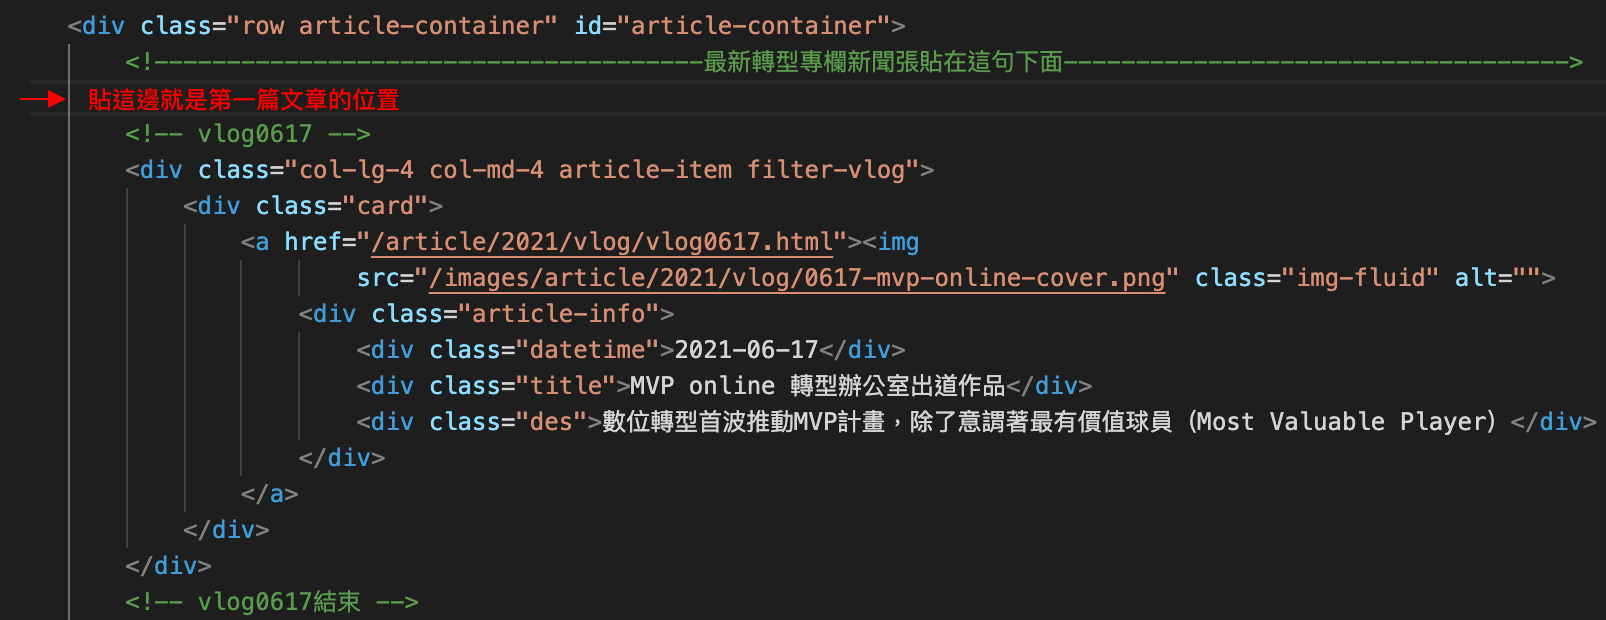 <div class="row article-container" id="article-container">
<!--------------------------------------最新轉型專欄新聞張貼在這句下面----------------------------------->
貼這邊就是第一篇文章的位置
<!-- vlog0617 -->
<div class="col-lg-4 col-md-4 article-item filter-vlog">
<div class="card">
<a href="/article/2021/vlog/vlog0617.html"><img
src="/images/article/2021/vlog/0617-mvp-online-cover.png" class="img-fluid" alt="">
<div class="article-info">
<div class="datetime">2021-06-17</div>
<div class="title">MVP online 轉型辦公室出道作品</div>
<div class="des">數位轉型首波推動MVP計畫，除了意謂著最有價值球員（Most Valuable Player）</div>
</div>
</a>
</div>
</div>
<!-- vlog0617結束 -->